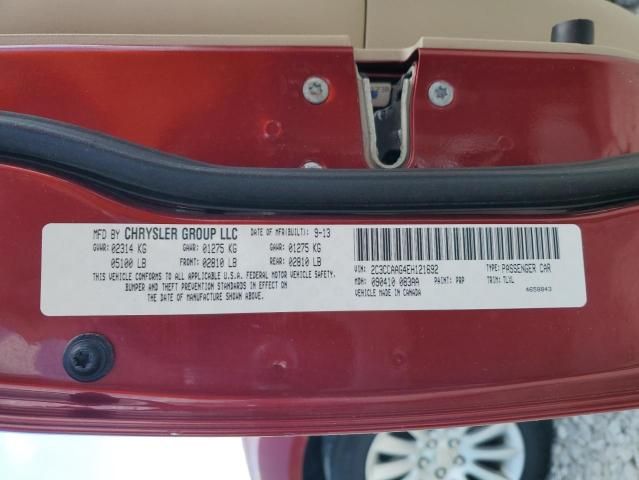 MFD BY CHRYSLER GROUP LLC DATE OF MFR(BUILT): 9-13
GVWR: 02314 KG GAWR: 01275 KG GAWR: 01275 KG
05100 LB FRONT: 02810 LB REAR: 02810 LB
THIS VEHICLE CONFORMS TO ALL APPLICABLE U.S.A. FEDERAL MOTOR VEHICLE SAFETY,
BUMPER AND THEFT PREVENTION STANDARDS IN EFFECT ON
THE DATE OF MANUFACTURE SHOWN ABOVE.
VIN: 2C3CCAAG4EH121692 TYPE: PASSENGER CAR
MDH: 090410 083AA PAINT: PRP TRIM: TLVL
VEHICLE MADE IN CANADA 4658843